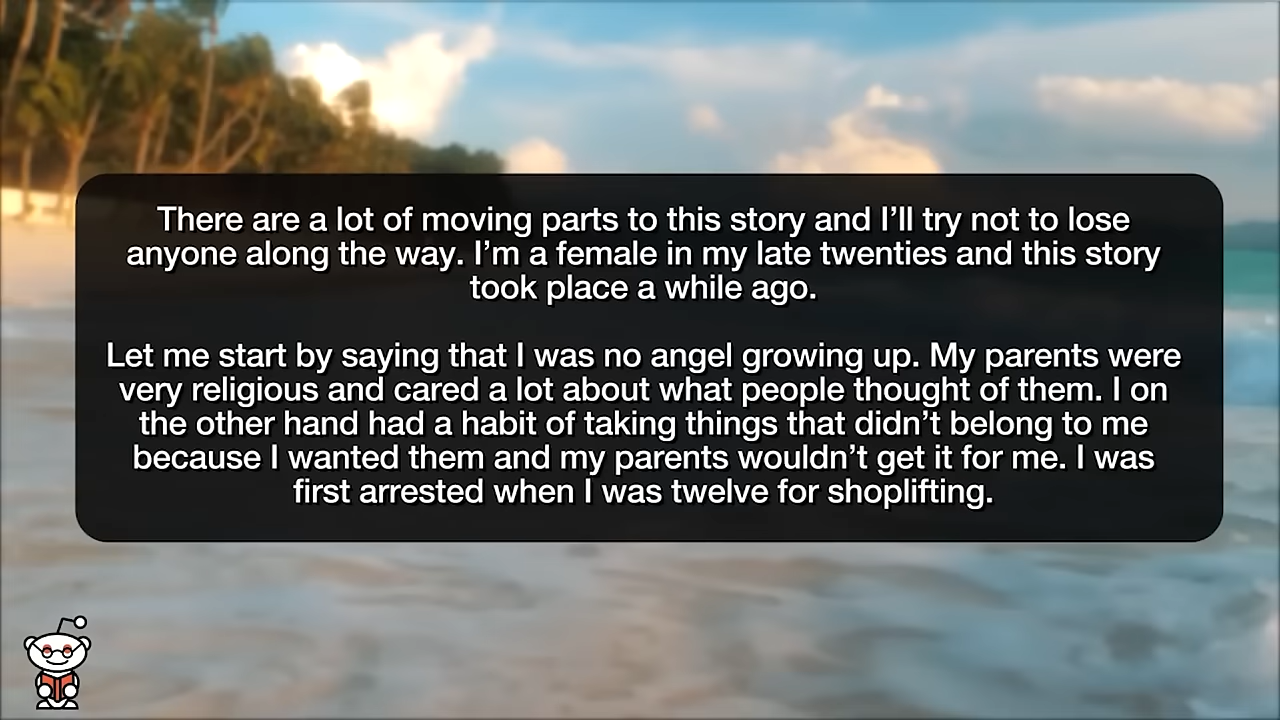 There are a lot of moving parts to this story and I’ll try not to lose
anyone along the way. I’m a female in my late twenties and this story
took place a while ago.
Let me start by saying that I was no angel growing up. My parents were
very religious and cared a lot about what people thought of them. I on
the other hand had a habit of taking things that didn’t belong to me
because I wanted them and my parents wouldn’t get it for me. I was
first arrested when I was twelve for shoplifting.